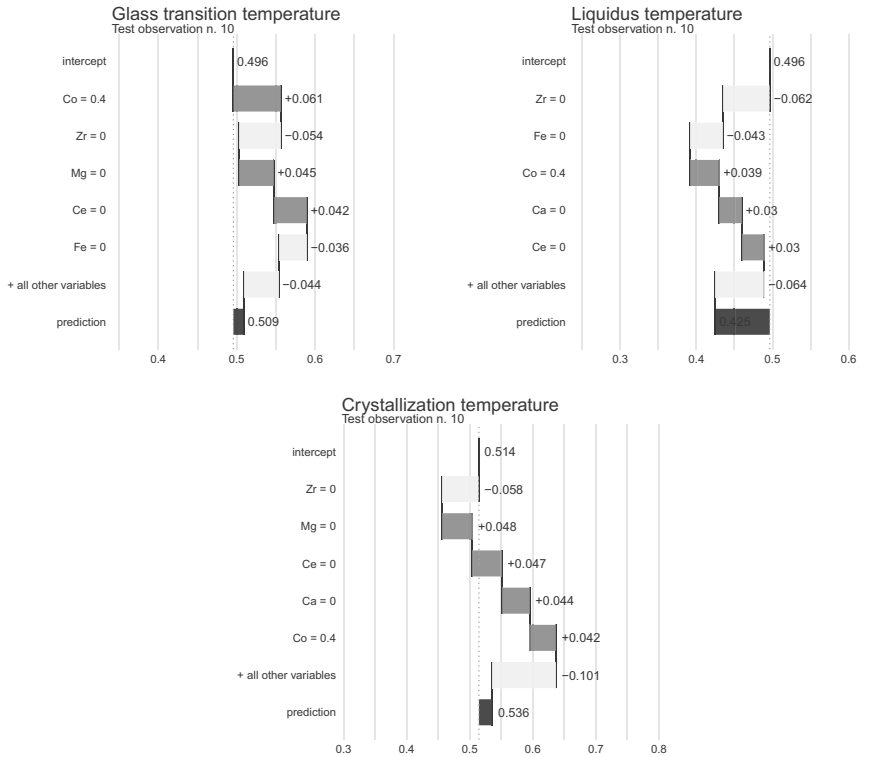 Glass transition temperature
Test observation n. 10
intercept 0.496
Co = 0.4 +0.061
Zr = 0 −0.054
Mg = 0 +0.045
Ce = 0 +0.042
Fe = 0 −0.036
+ all other variables −0.044
prediction 0.509
0.4 0.5 0.6 0.7
Liquidus temperature
Test observation n. 10
intercept 0.496
Zr = 0 −0.062
Fe = 0 −0.043
Co = 0.4 +0.039
Ca = 0 +0.03
Ce = 0 +0.03
+ all other variables −0.064
prediction 0.425
0.3 0.4 0.5 0.6
Crystallization temperature
Test observation n. 10
intercept 0.514
Zr = 0 −0.058
Mg = 0 +0.048
Ce = 0 +0.047
Ca = 0 +0.044
Co = 0.4 +0.042
+ all other variables −0.101
prediction 0.536
0.3 0.4 0.5 0.6 0.7 0.8